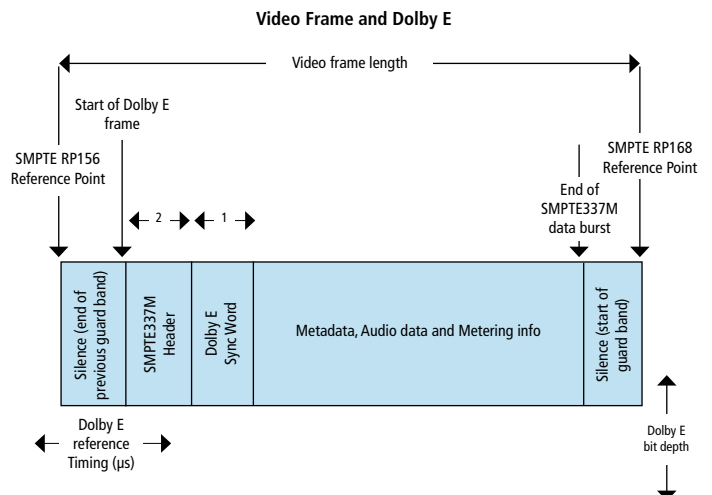 Video Frame and Dolby E
Video frame length
Start of Dolby E
frame
SMPTE RP156
Reference Point
SMPTE RP168
Reference Point
End of
SMPTE337M
data burst
2
1
Silence (end of
previous guard band)
SMPTE337M
Header
Dolby E
Sync Word
Metadata, Audio data and Metering info
Silence (start of
guard band)
Dolby E
reference
Timing (µs)
Dolby E
bit depth